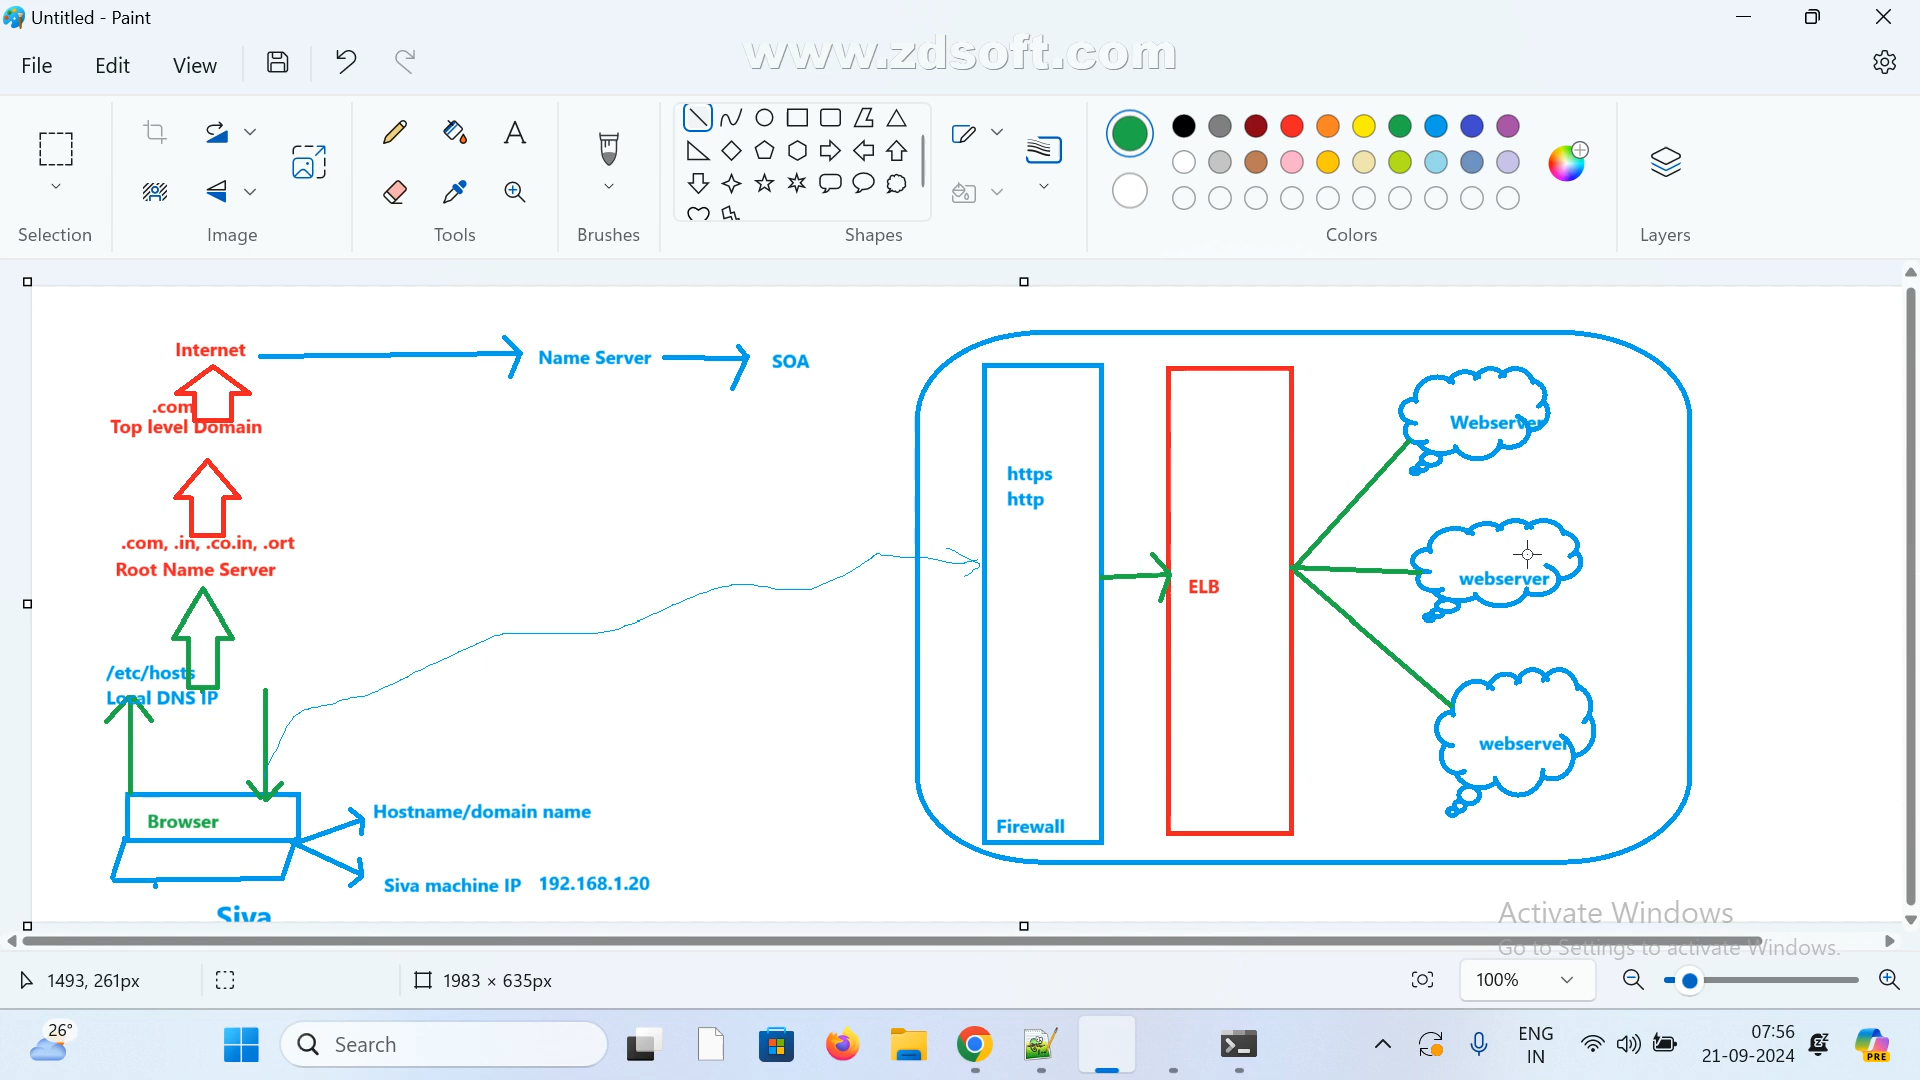 Untitled - Paint
www.zdsoft.com
File Edit View
Selection Image Tools Brushes Shapes Colors Layers
Internet
Name Server
SOA
.com
Top level Domain
.com, .in, .co.in, .ort
Root Name Server
/etc/hosts
Local DNS IP
Browser
Hostname/domain name
Siva machine IP 192.168.1.20
Siva
https
http
Firewall
ELB
Webserver
webserver
webserver
Activate Windows
Go to Settings to activate Windows.
1493, 261px
1983 × 635px
100%
26°
Search
ENG
IN
07:56
21-09-2024
PRE